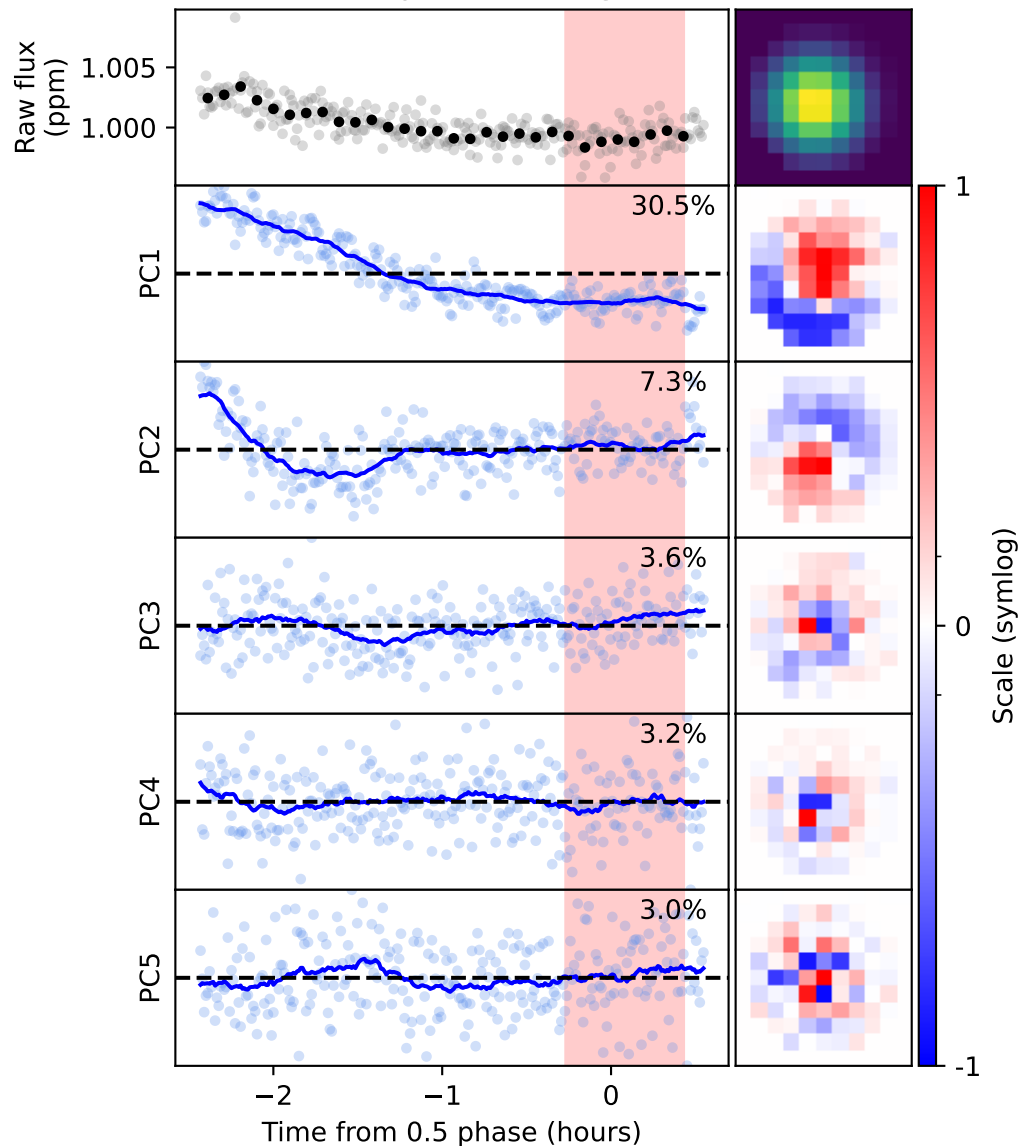 Raw flux
(ppm)
1.005
1.000
PC1
30.5%
1
PC2
7.3%
PC3
3.6%
0
Scale (symlog)
PC4
3.2%
PC5
3.0%
-1
−2
−1
0
Time from 0.5 phase (hours)